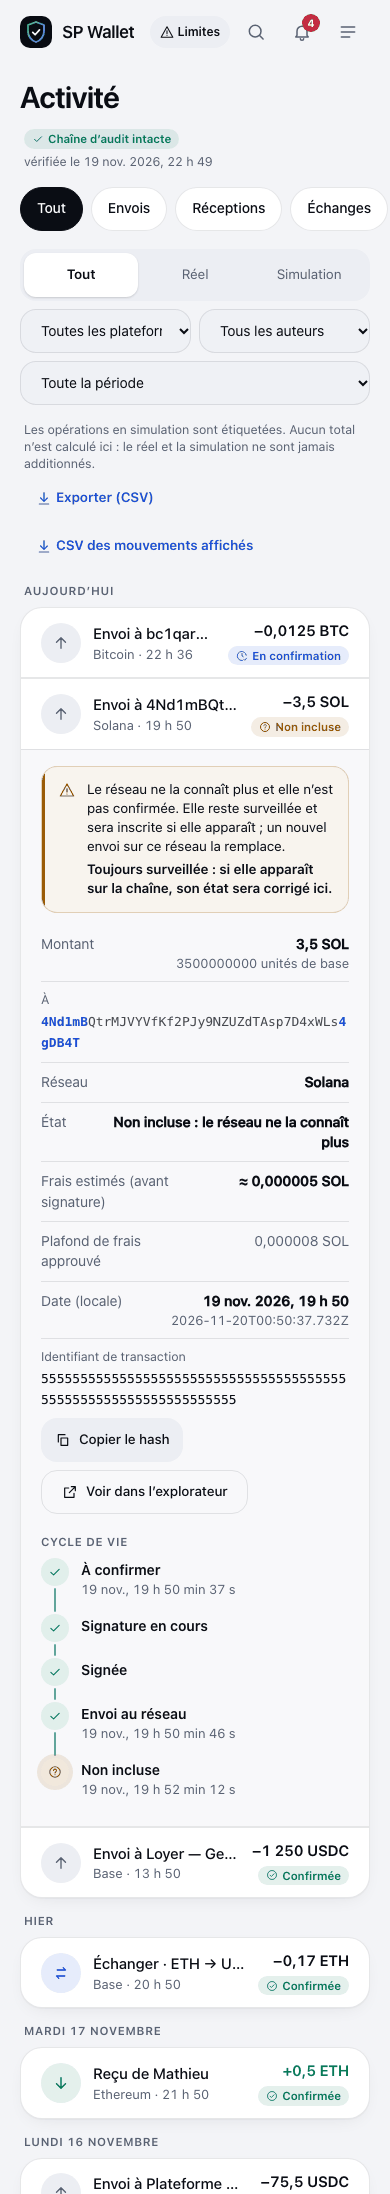 SP Wallet
Limites
4
Activité
Chaîne d'audit intacte
vérifiée le 19 nov. 2026, 22 h 49
Tout
Envois
Réceptions
Échanges
Tout
Réel
Simulation
Toutes les platefor
Tous les auteurs
Toute la période
Les opérations en simulation sont étiquetées. Aucun total
n'est calculé ici : le réel et la simulation ne sont jamais
additionnés.
Exporter (CSV)
CSV des mouvements affichés
AUJOURD'HUI
Envoi à bc1qar…
−0,0125 BTC
Bitcoin · 22 h 36
En confirmation
Envoi à 4Nd1mBQt…
−3,5 SOL
Solana · 19 h 50
Non incluse
Le réseau ne la connaît plus et elle n'est
pas confirmée. Elle reste surveillée et
sera inscrite si elle apparaît ; un nouvel
envoi sur ce réseau la remplace.
Toujours surveillée : si elle apparaît
sur la chaîne, son état sera corrigé ici.
Montant
3,5 SOL
3500000000 unités de base
À
4Nd1mBQtrMJVYVfKf2PJy9NZUZdTAsp7D4xWLs4
gDB4T
Réseau
Solana
État
Non incluse : le réseau ne la connaît
plus
Frais estimés (avant
signature)
≈ 0,000005 SOL
Plafond de frais
approuvé
0,000008 SOL
Date (locale)
19 nov. 2026, 19 h 50
2026-11-20T00:50:37.732Z
Identifiant de transaction
555555555555555555555555555555555555555
5555555555555555555555555
Copier le hash
Voir dans l'explorateur
CYCLE DE VIE
À confirmer
19 nov., 19 h 50 min 37 s
Signature en cours
Signée
Envoi au réseau
19 nov., 19 h 50 min 46 s
Non incluse
19 nov., 19 h 52 min 12 s
Envoi à Loyer — Ge…
−1 250 USDC
Base · 13 h 50
Confirmée
HIER
Échanger · ETH → U…
−0,17 ETH
Base · 20 h 50
Confirmée
MARDI 17 NOVEMBRE
Reçu de Mathieu
+0,5 ETH
Ethereum · 21 h 50
Confirmée
LUNDI 16 NOVEMBRE
Envoi à Plateforme …
−75,5 USDC